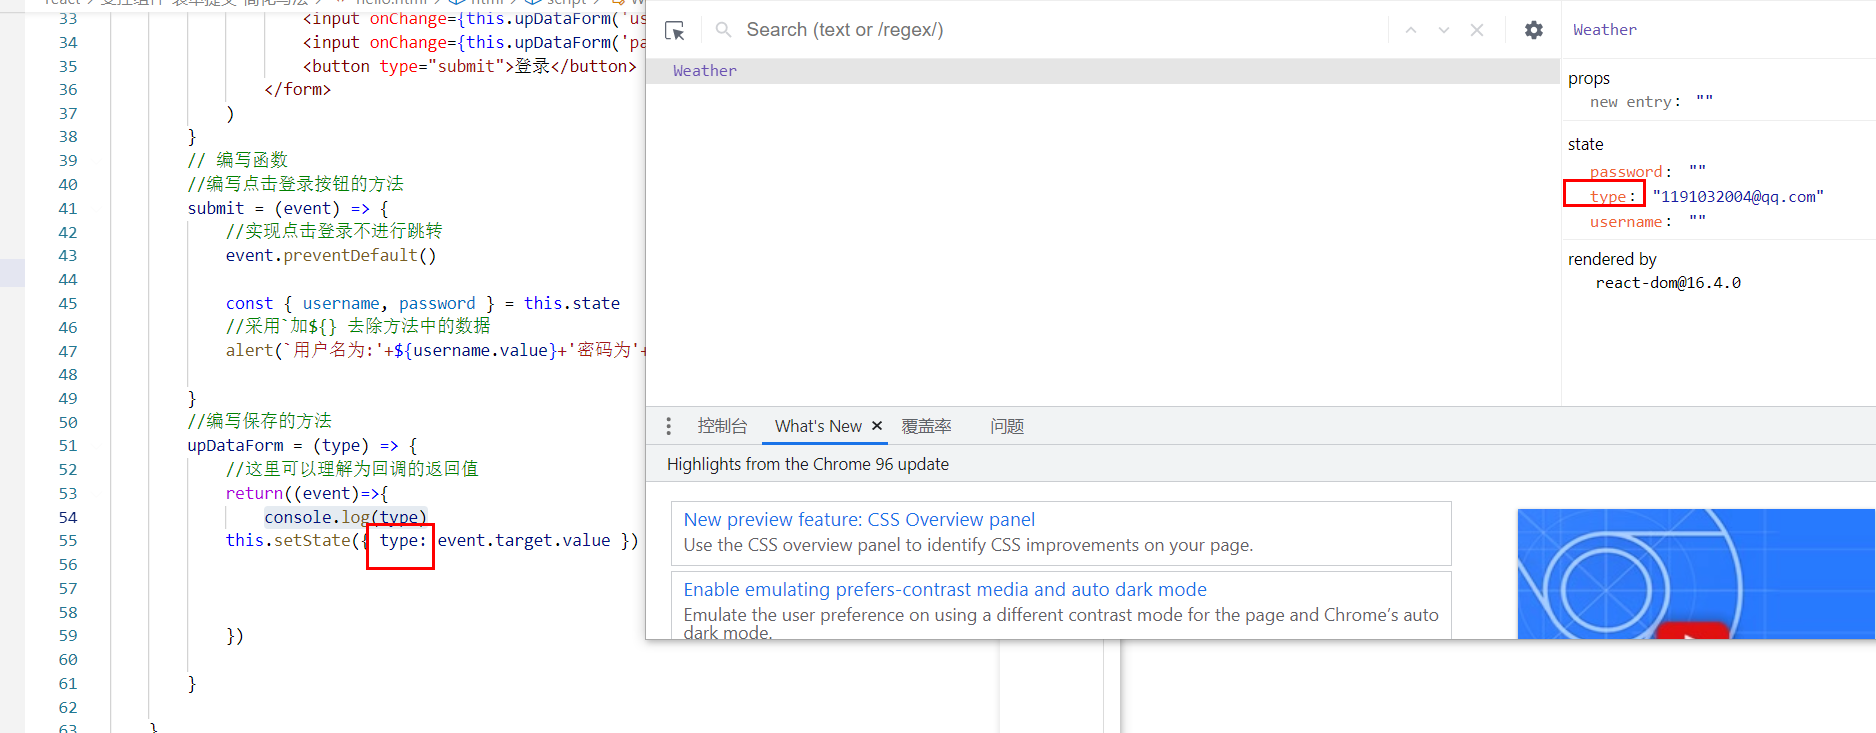 react > 受控组件-表单提交-简化写法 > hello.html > html > script > W
33 <input onChange={this.upDataForm('us
34 <input onChange={this.upDataForm('pa
35 <button type="submit">登录</button>
36 </form>
37 )
38 }
39 // 编写函数
40 //编写点击登录按钮的方法
41 submit = (event) => {
42 //实现点击登录不进行跳转
43 event.preventDefault()
44
45 const { username, password } = this.state
46 //采用`加${} 去除方法中的数据
47 alert(`用户名为:'+${username.value}+'密码为'+
48
49 }
50 //编写保存的方法
51 upDataForm = (type) => {
52 //这里可以理解为回调的返回值
53 return((event)=>{
54 console.log(type)
55 this.setState({ type: event.target.value })
56
57
58
59 })
60
61 }
62
63 }
Search (text or /regex/)
Weather
Weather
props
new entry: ""
state
password: ""
type: "1191032004@qq.com"
username: ""
rendered by
react-dom@16.4.0
控制台 What's New × 覆盖率 问题
Highlights from the Chrome 96 update
New preview feature: CSS Overview panel
Use the CSS overview panel to identify CSS improvements on your page.
Enable emulating prefers-contrast media and auto dark mode
Emulate the user preference on using a different contrast mode for the page and Chrome's auto
dark mode.